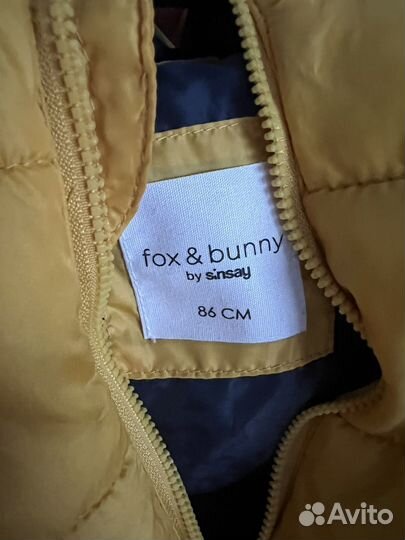 fox & bunny
by sinsay
86 CM
Avito